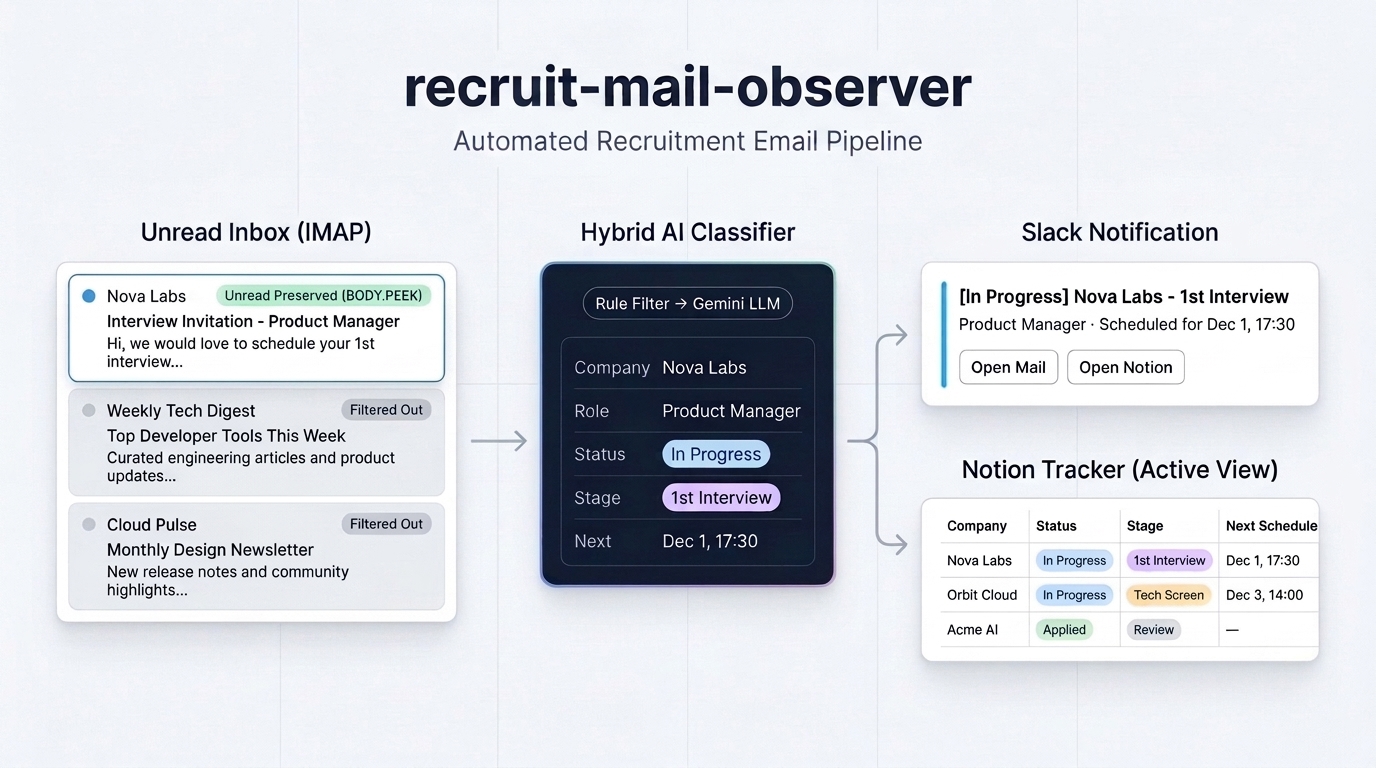 recruit-mail-observer
Automated Recruitment Email Pipeline
Unread Inbox (IMAP)
Nova Labs
Unread Preserved (BODY.PEEK)
Interview Invitation - Product Manager
Hi, we would love to schedule your 1st
interview...
Weekly Tech Digest
Filtered Out
Top Developer Tools This Week
Curated engineering articles and product
updates...
Cloud Pulse
Filtered Out
Monthly Design Newsletter
New release notes and community
highlights...
Hybrid AI Classifier
Rule Filter → Gemini LLM
Company Nova Labs
Role Product Manager
Status In Progress
Stage 1st Interview
Next Dec 1, 17:30
Slack Notification
[In Progress] Nova Labs - 1st Interview
Product Manager · Scheduled for Dec 1, 17:30
Open Mail Open Notion
Notion Tracker (Active View)
Company Status Stage Next Schedule
Nova Labs In Progress 1st Interview Dec 1, 17:30
Orbit Cloud In Progress Tech Screen Dec 3, 14:00
Acme AI Applied Review —